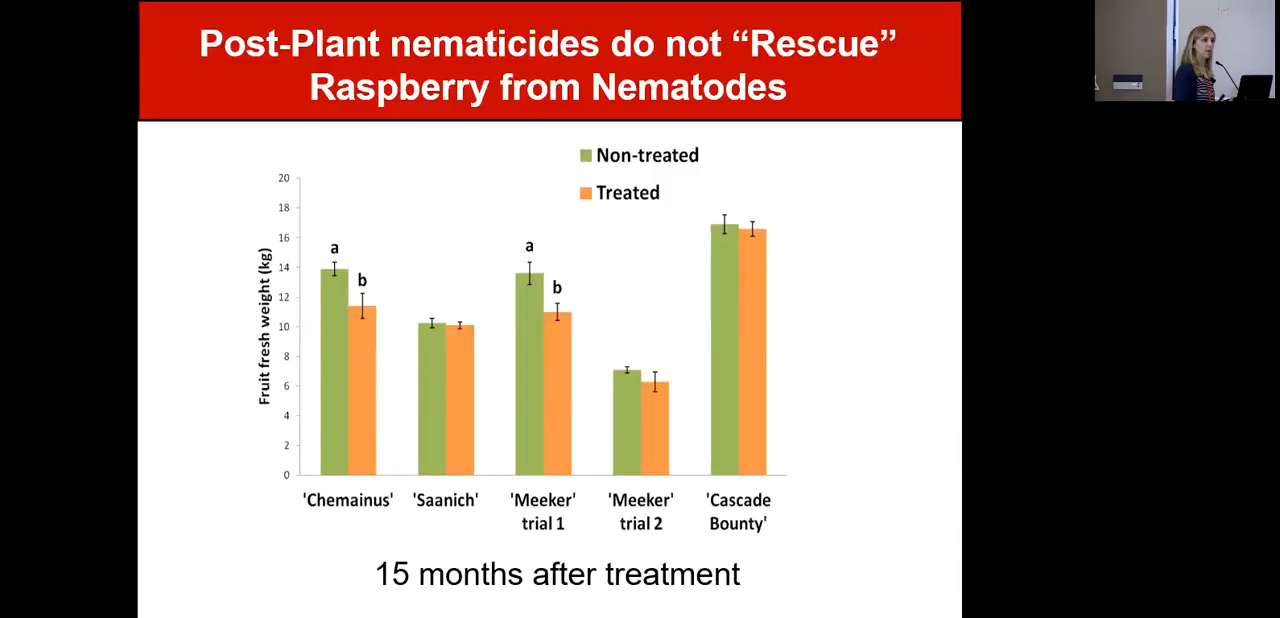 Post-Plant nematicides do not “Rescue”
Raspberry from Nematodes
Non-treated
Treated
Fruit fresh weight (kg)
20
18
16
14
12
10
8
6
4
2
0
a
b
a
b
'Chemainus'
'Saanich'
'Meeker'
trial 1
'Meeker'
trial 2
'Cascade
Bounty'
15 months after treatment